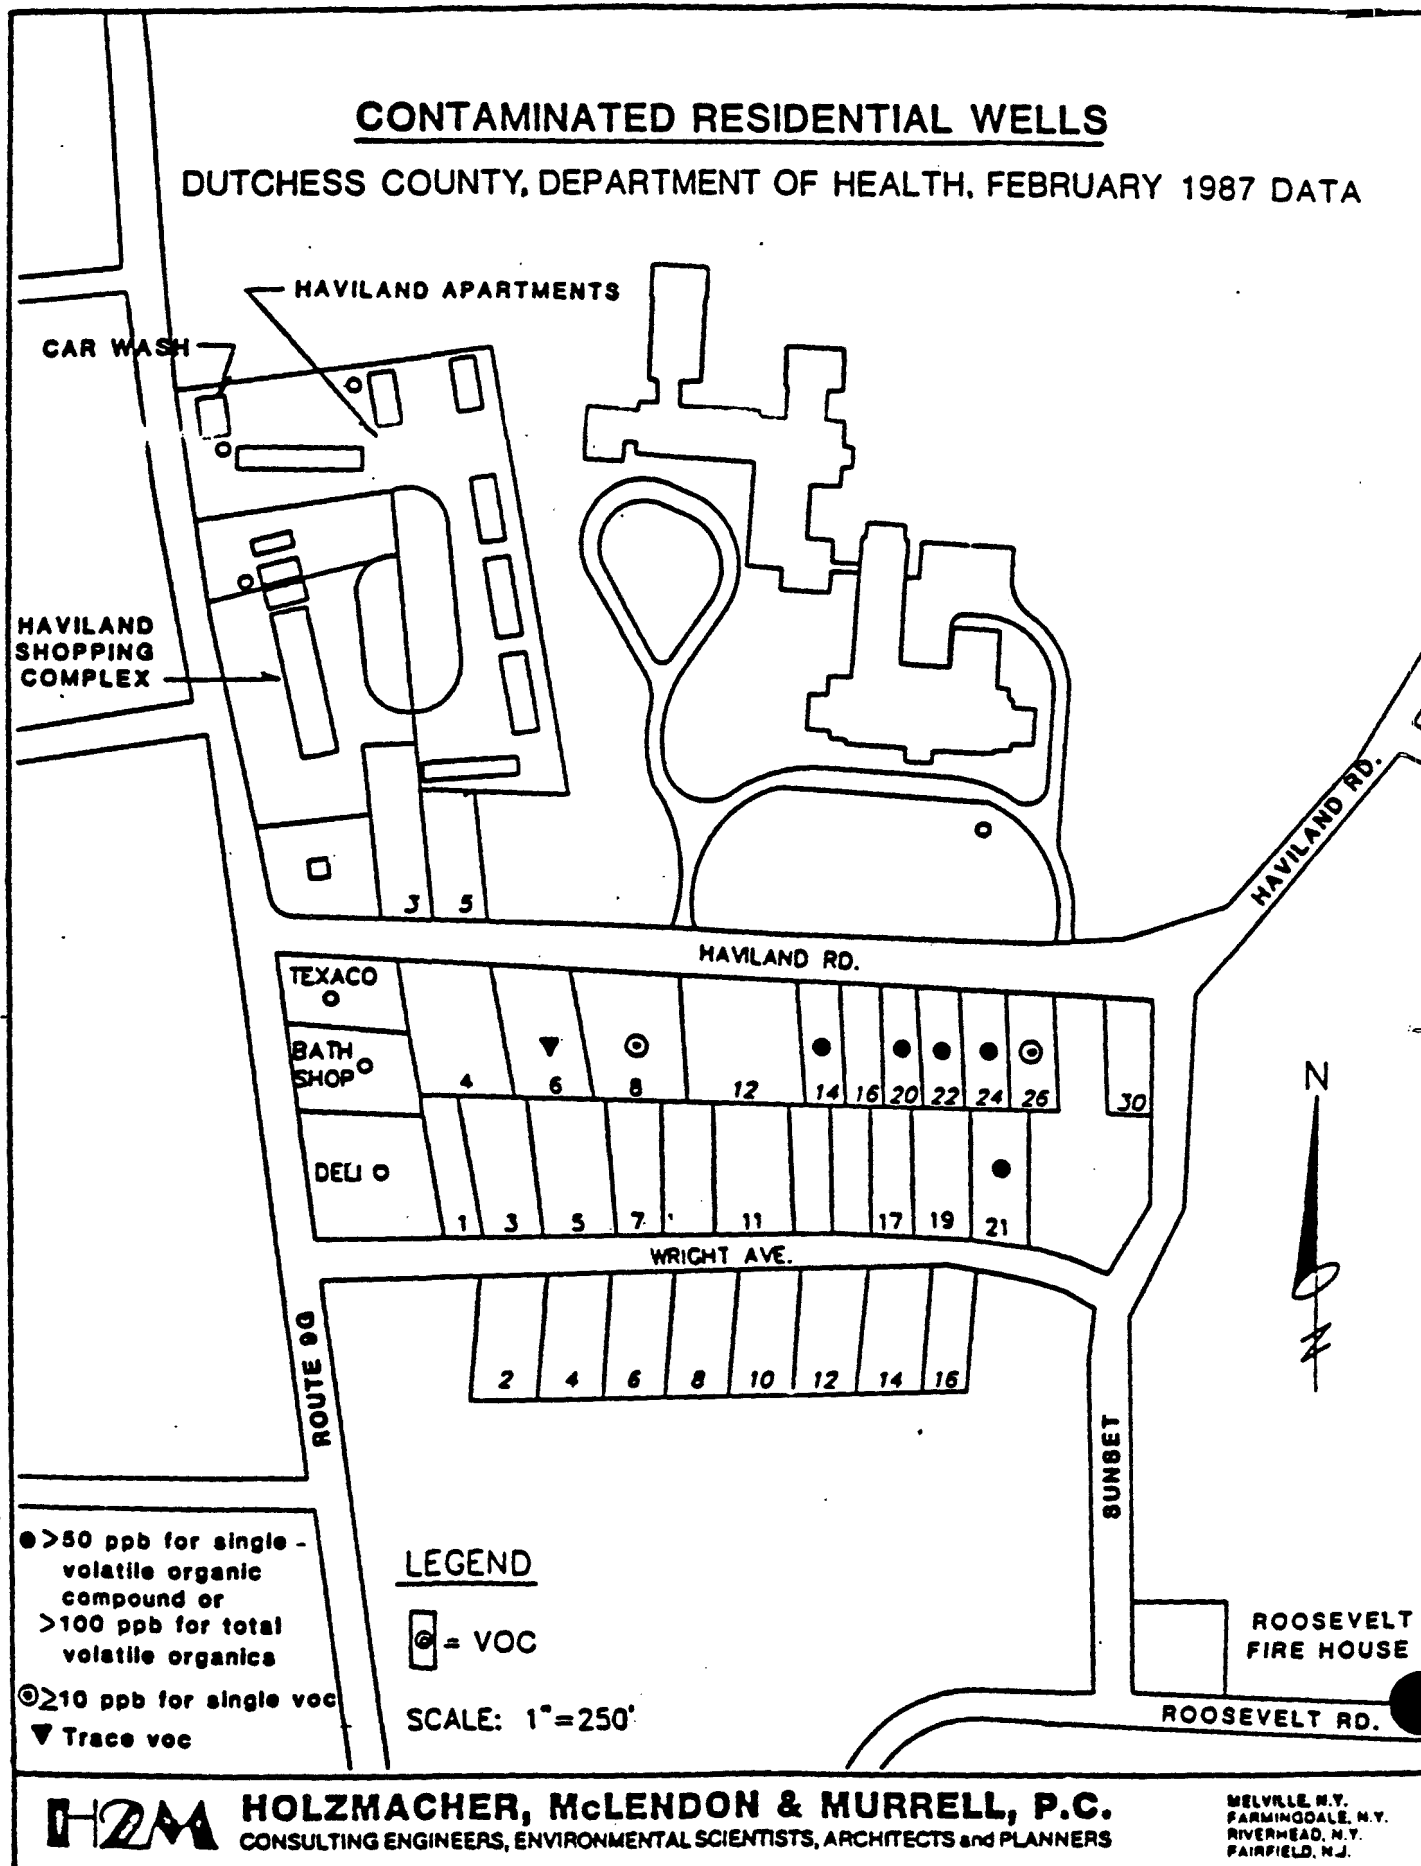 CONTAMINATED RESIDENTIAL WELLS
DUTCHESS COUNTY, DEPARTMENT OF HEALTH, FEBRUARY 1987 DATA
HAVILAND APARTMENTS
CAR WASH
HAVILAND
SHOPPING
COMPLEX
HAVILAND RD.
3 5
HAVILAND RD.
TEXACO
BATH
SHOP
4 6 8 12 14 16 20 22 24 26 30
DELI
1 3 5 7 11 17 19 21
WRIGHT AVE.
N
2 4 6 8 10 12 14 16
ROUTE 9G
SUNSET
>50 ppb for single -
volatile organic
compound or
>100 ppb for total
volatile organics
≥10 ppb for single voc
Trace voc
LEGEND
= VOC
SCALE: 1"=250'
ROOSEVELT
FIRE HOUSE
ROOSEVELT RD.
H2M
HOLZMACHER, McLENDON & MURRELL, P.C.
CONSULTING ENGINEERS, ENVIRONMENTAL SCIENTISTS, ARCHITECTS and PLANNERS
MELVILLE, N.Y.
FARMINGDALE, N.Y.
RIVERHEAD, N.Y.
FAIRFIELD, N.J.